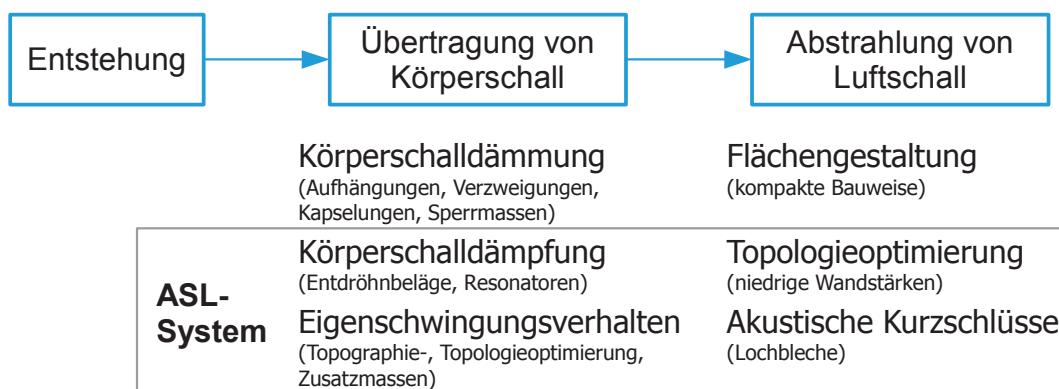 Entstehung
Übertragung von
Körperschall
Abstrahlung von
Luftschall
Körperschalldämmung
(Aufhängungen, Verzweigungen,
Kapselungen, Sperrmassen)
Flächengestaltung
(kompakte Bauweise)
ASL-
System
Körperschalldämpfung
(Entdröhnbeläge, Resonatoren)
Eigenschwingungsverhalten
(Topographie-, Topologieoptimierung,
Zusatzmassen)
Topologieoptimierung
(niedrige Wandstärken)
Akustische Kurzschlüsse
(Lochbleche)